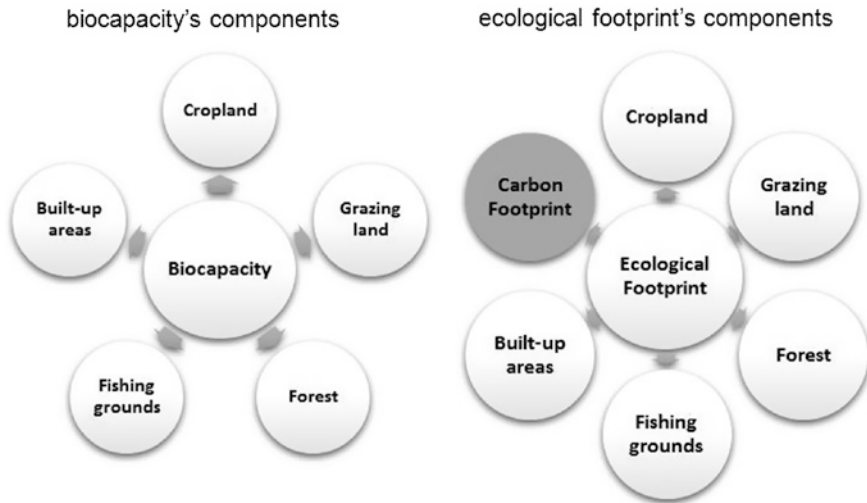 biocapacity's components
Cropland
Built-up
areas
Grazing
land
Biocapacity
Fishing
grounds
Forest
ecological footprint's components
Cropland
Carbon
Footprint
Grazing
land
Ecological
Footprint
Built-up
areas
Forest
Fishing
grounds